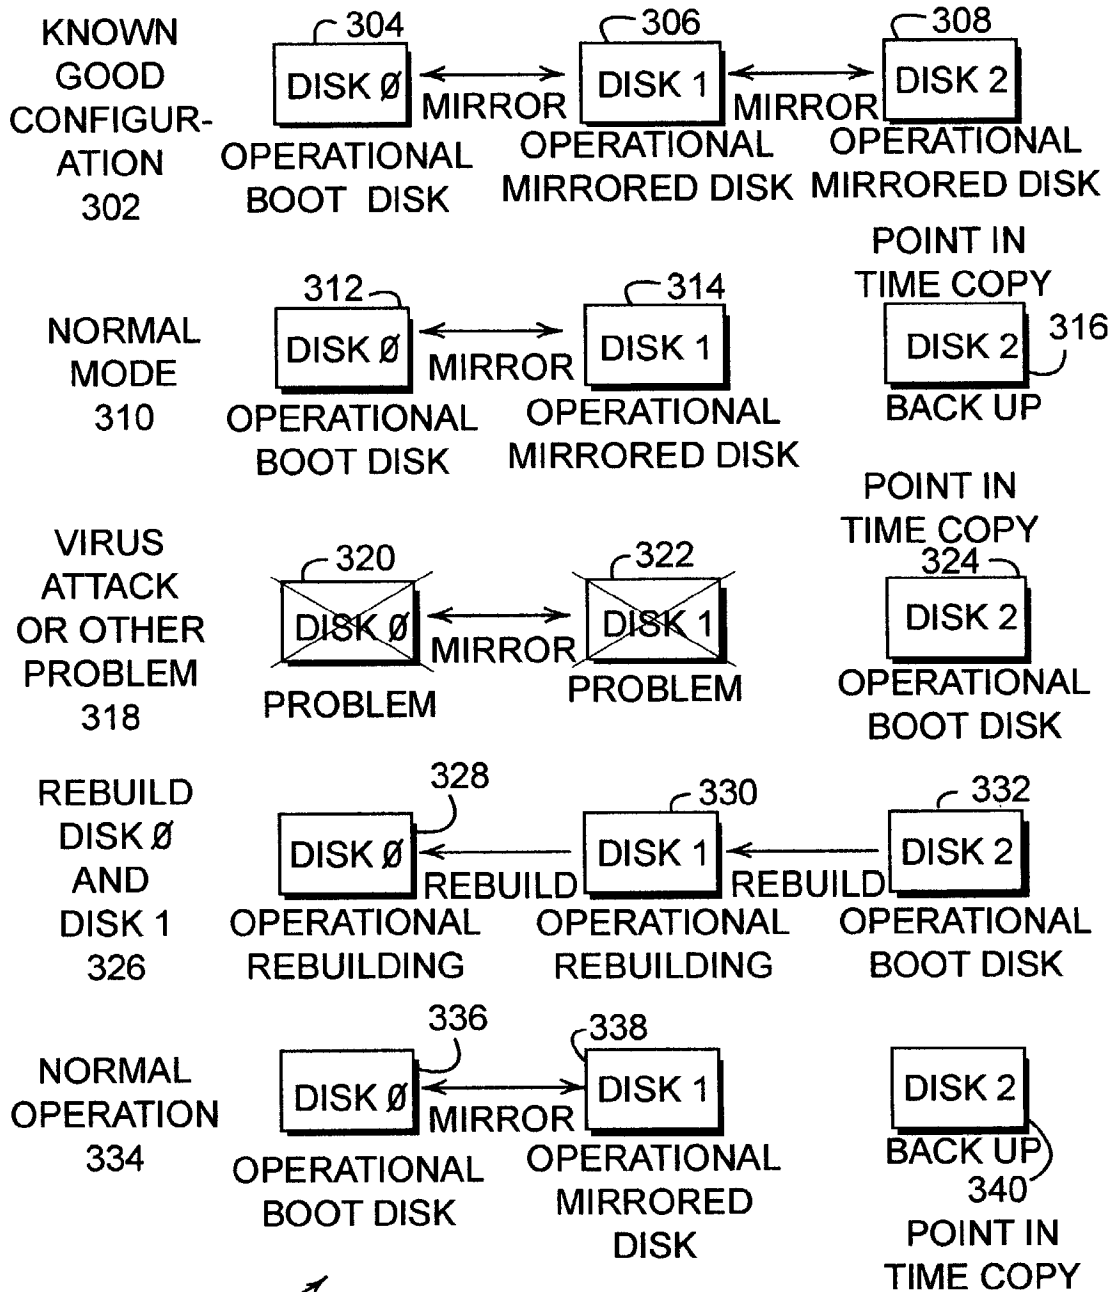 KNOWN
GOOD
CONFIGUR-
ATION
302
304
DISK Ø
OPERATIONAL
BOOT DISK
MIRROR
306
DISK 1
OPERATIONAL
MIRRORED DISK
MIRROR
308
DISK 2
OPERATIONAL
MIRRORED DISK
NORMAL
MODE
310
312
DISK Ø
OPERATIONAL
BOOT DISK
MIRROR
314
DISK 1
OPERATIONAL
MIRRORED DISK
POINT IN
TIME COPY
DISK 2
316
BACK UP
VIRUS
ATTACK
OR OTHER
PROBLEM
318
320
DISK Ø
PROBLEM
MIRROR
322
DISK 1
PROBLEM
POINT IN
TIME COPY
324
DISK 2
OPERATIONAL
BOOT DISK
REBUILD
DISK Ø
AND
DISK 1
326
328
DISK Ø
OPERATIONAL
REBUILDING
REBUILD
330
DISK 1
OPERATIONAL
REBUILDING
REBUILD
332
DISK 2
OPERATIONAL
BOOT DISK
NORMAL
OPERATION
334
336
DISK Ø
OPERATIONAL
BOOT DISK
MIRROR
338
DISK 1
OPERATIONAL
MIRRORED
DISK
DISK 2
BACK UP
340
POINT IN
TIME COPY